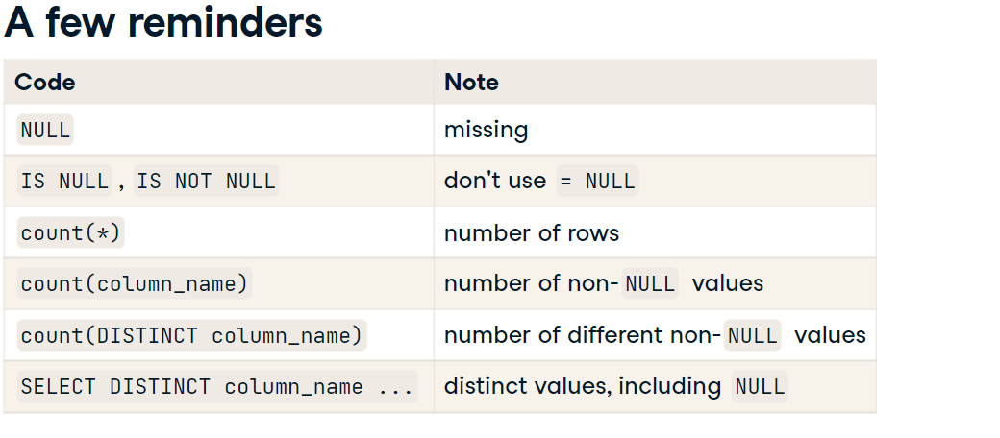 A few reminders
Code Note
NULL missing
IS NULL , IS NOT NULL don't use = NULL
count(*) number of rows
count(column_name) number of non-NULL values
count(DISTINCT column_name) number of different non-NULL values
SELECT DISTINCT column_name ... distinct values, including NULL